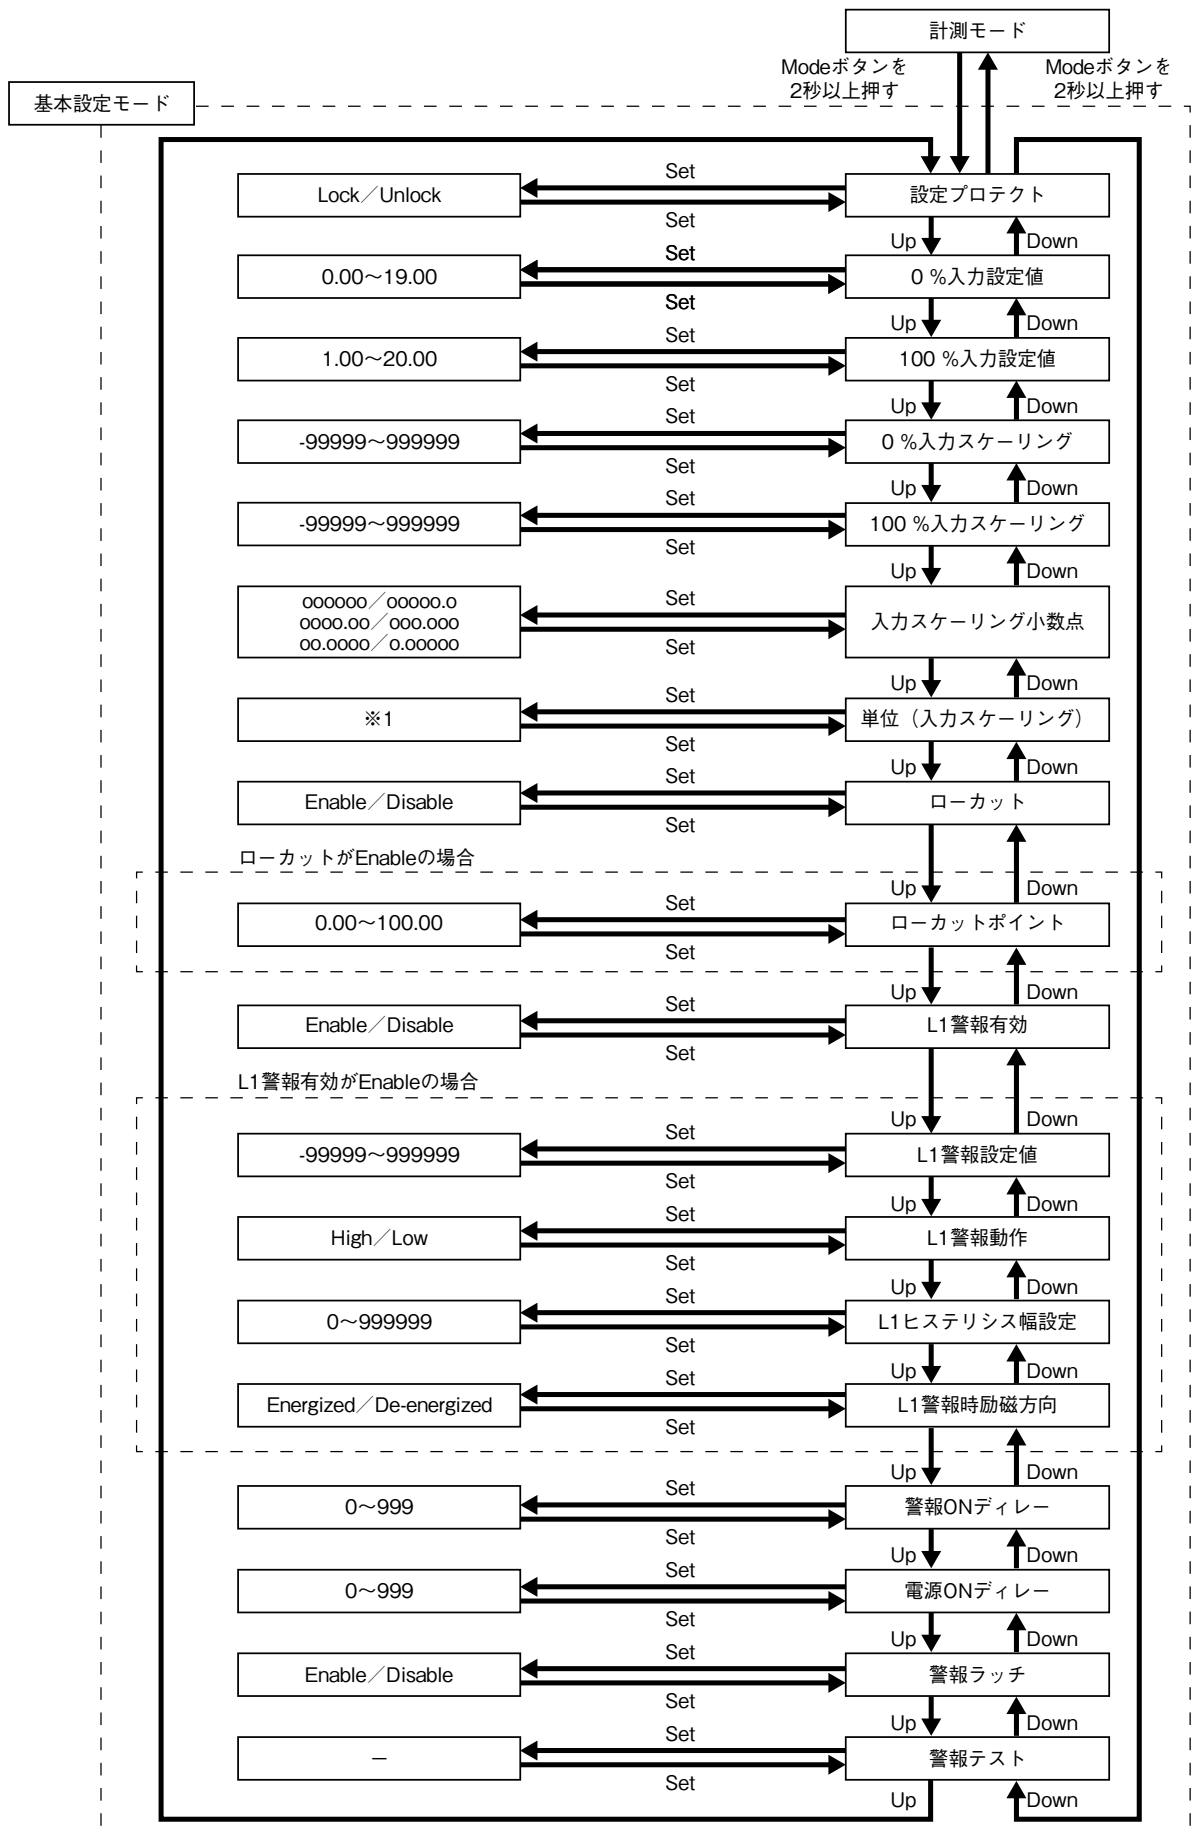 計測モード
Modeボタンを
2秒以上押す
Modeボタンを
2秒以上押す
基本設定モード
Lock／Unlock
Set
Set
設定プロテクト
Up
Down
0.00～19.00
Set
Set
0 %入力設定値
Up
Down
1.00～20.00
Set
Set
100 %入力設定値
Up
Down
-99999～999999
Set
Set
0 %入力スケーリング
Up
Down
-99999～999999
Set
Set
100 %入力スケーリング
Up
Down
oooooo／ooooo.o
oooo.oo／ooo.ooo
oo.oooo／o.ooooo
Set
Set
入力スケーリング小数点
Up
Down
※1
Set
Set
単位（入力スケーリング）
Up
Down
Enable／Disable
Set
Set
ローカット
ローカットがEnableの場合
Up
Down
0.00～100.00
Set
Set
ローカットポイント
Up
Down
Enable／Disable
Set
Set
L1警報有効
L1警報有効がEnableの場合
Up
Down
-99999～999999
Set
Set
L1警報設定値
Up
Down
High／Low
Set
Set
L1警報動作
Up
Down
0～999999
Set
Set
L1ヒステリシス幅設定
Up
Down
Energized／De-energized
Set
Set
L1警報時励磁方向
Up
Down
0～999
Set
Set
警報ONディレー
Up
Down
0～999
Set
Set
電源ONディレー
Up
Down
Enable／Disable
Set
Set
警報ラッチ
Up
Down
－
Set
Set
警報テスト
Up
Down